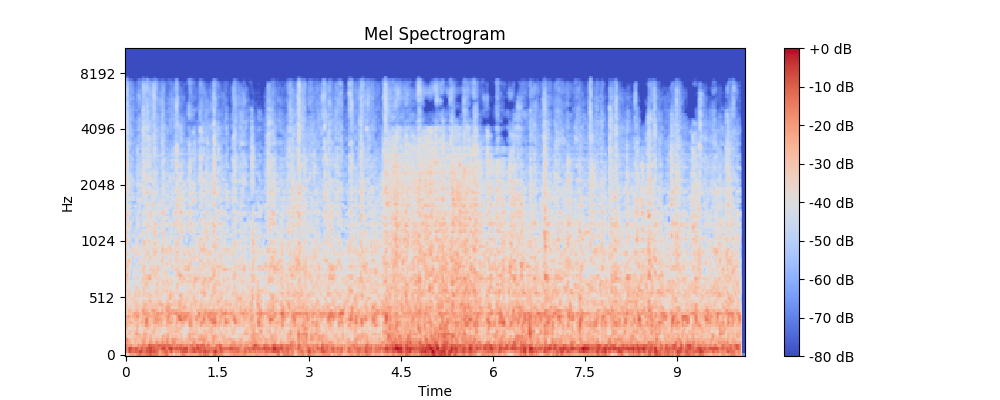 Mel Spectrogram
Hz
8192
4096
2048
1024
512
0
0 1.5 3 4.5 6 7.5 9
Time
+0 dB
-10 dB
-20 dB
-30 dB
-40 dB
-50 dB
-60 dB
-70 dB
-80 dB